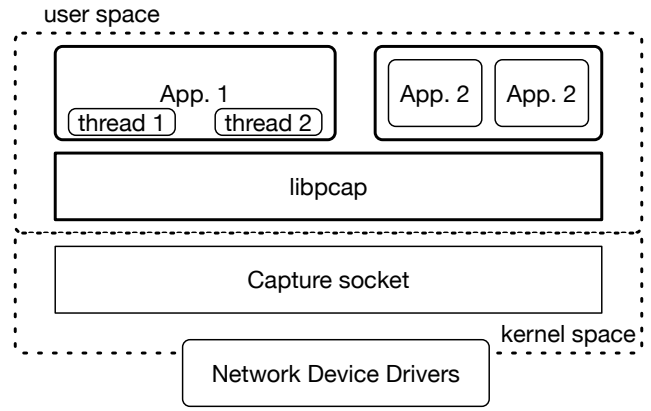 user space
App. 1
thread 1 thread 2
App. 2 App. 2
libpcap
Capture socket
kernel space
Network Device Drivers